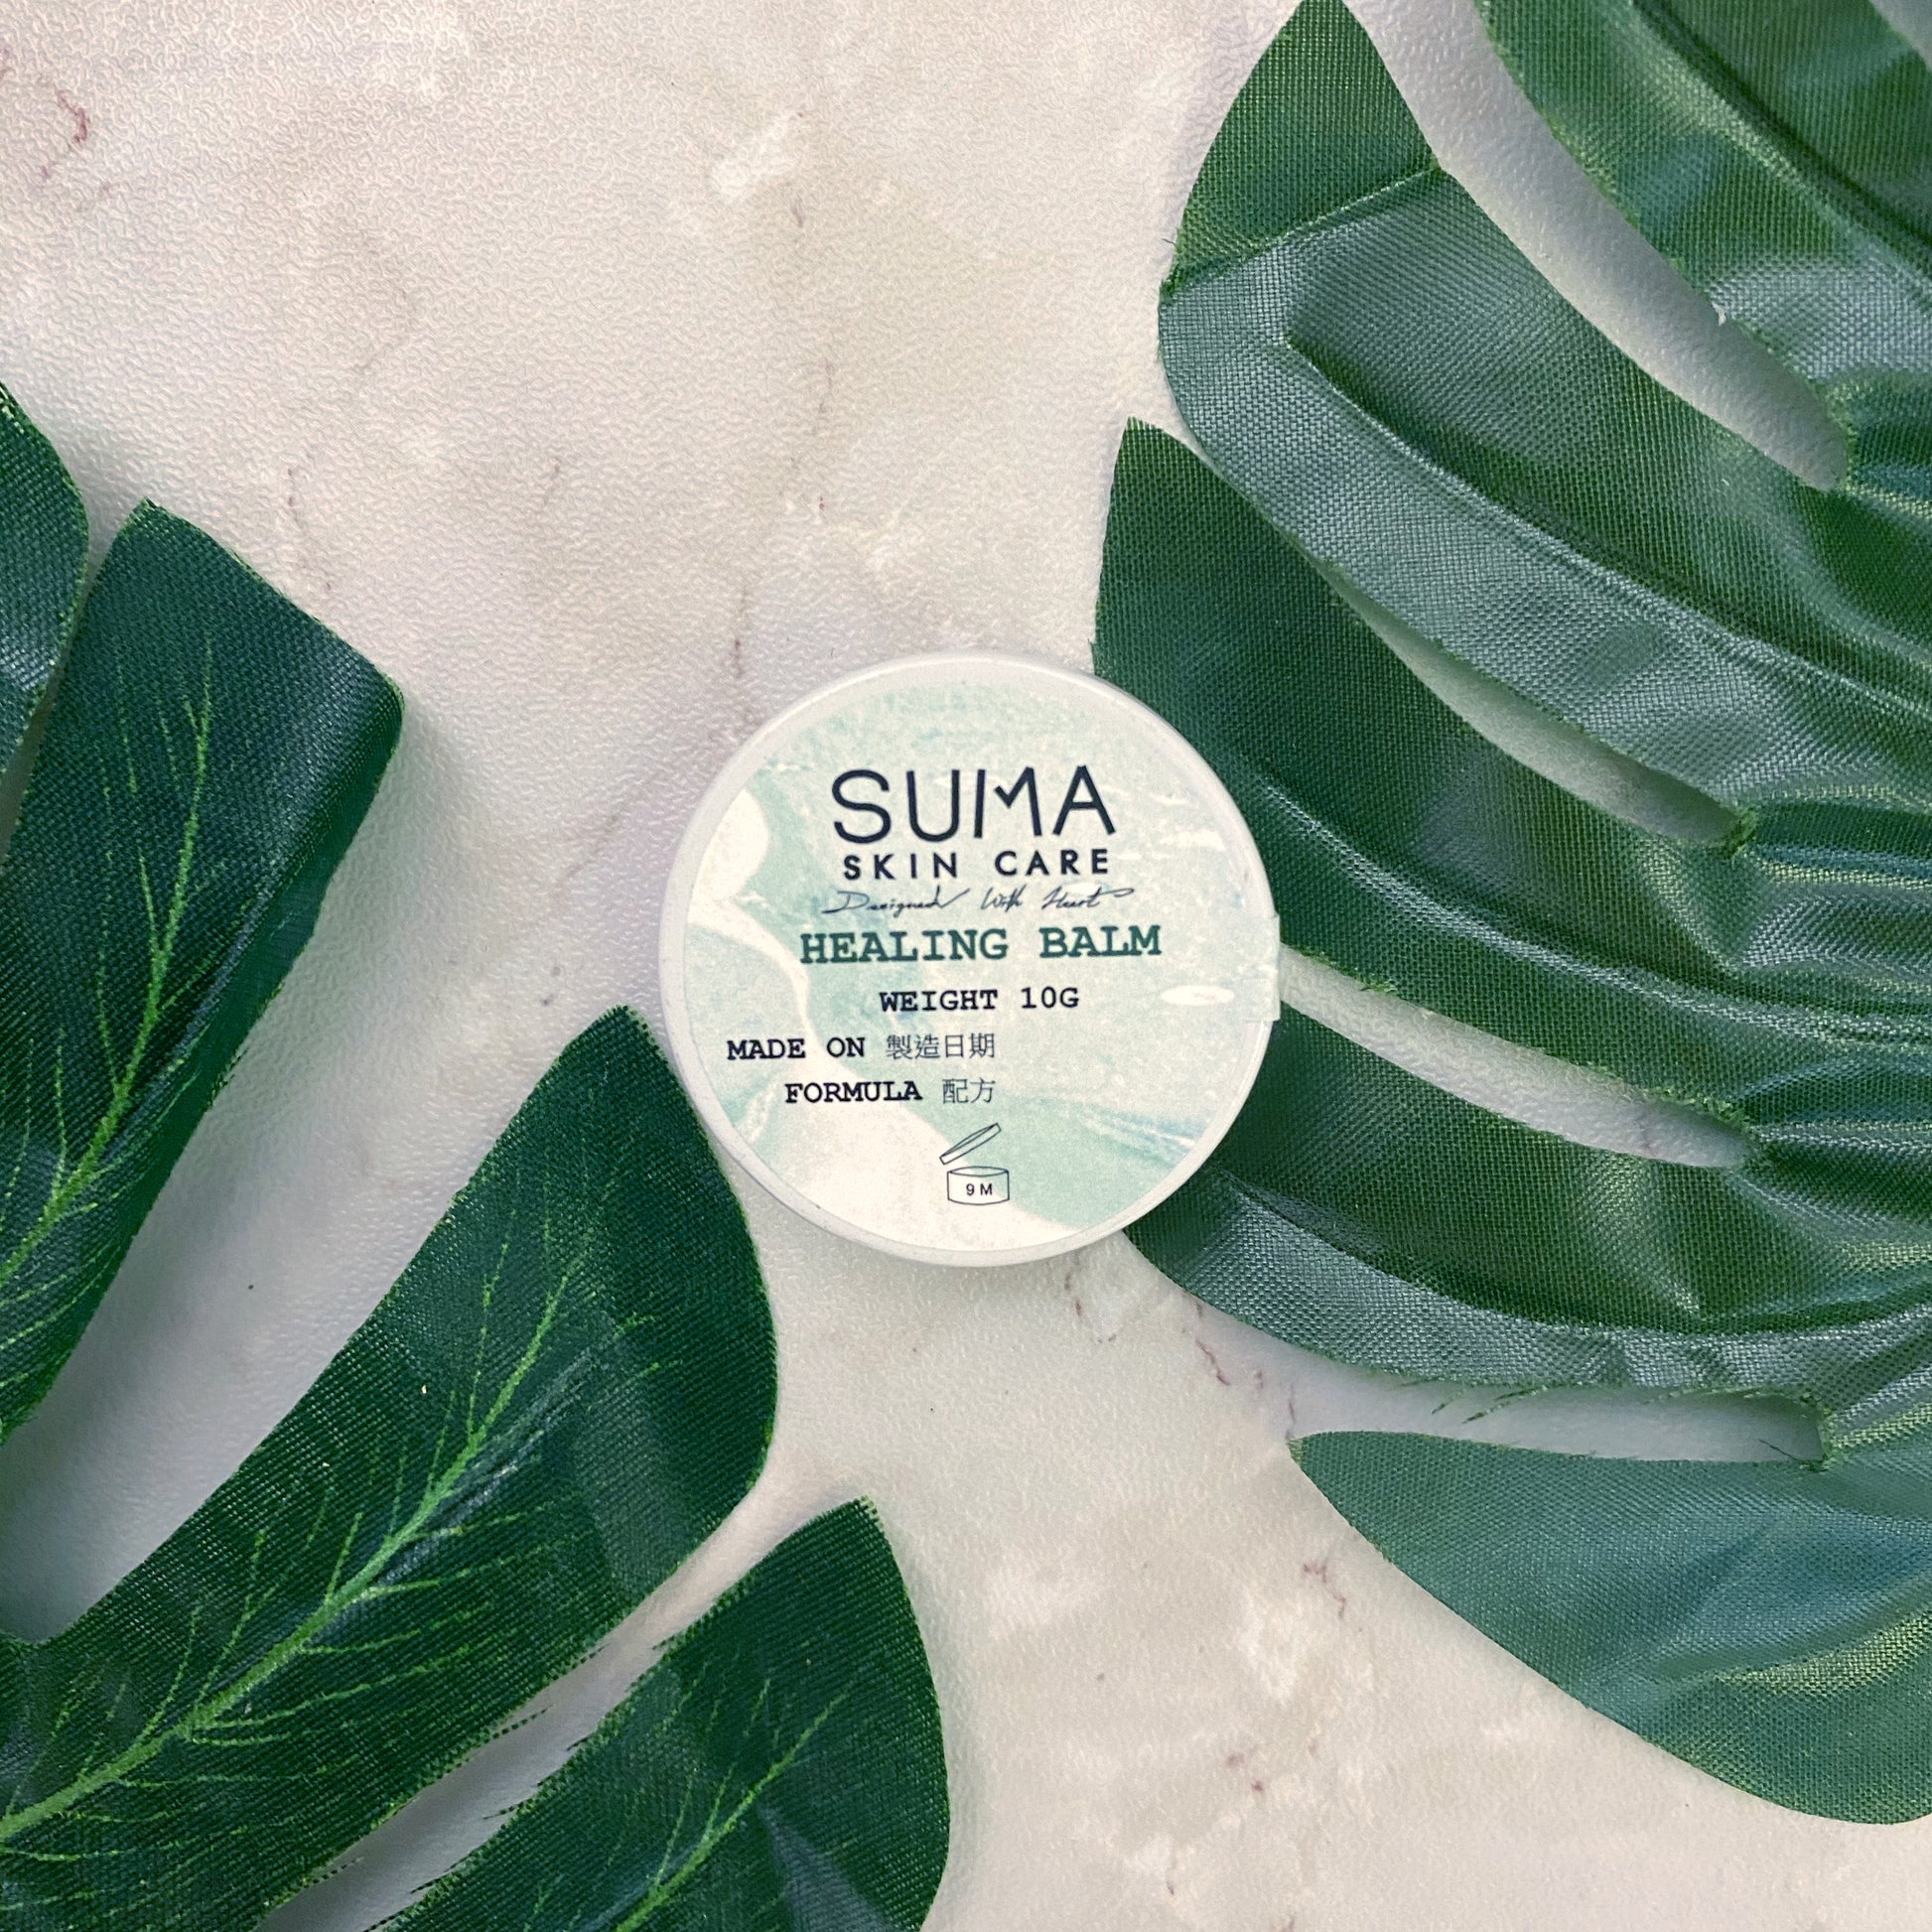 SUMA
SKIN CARE
Designed With Heart
HEALING BALM
WEIGHT 10G
MADE ON 製造日期
FORMULA 配方
9M